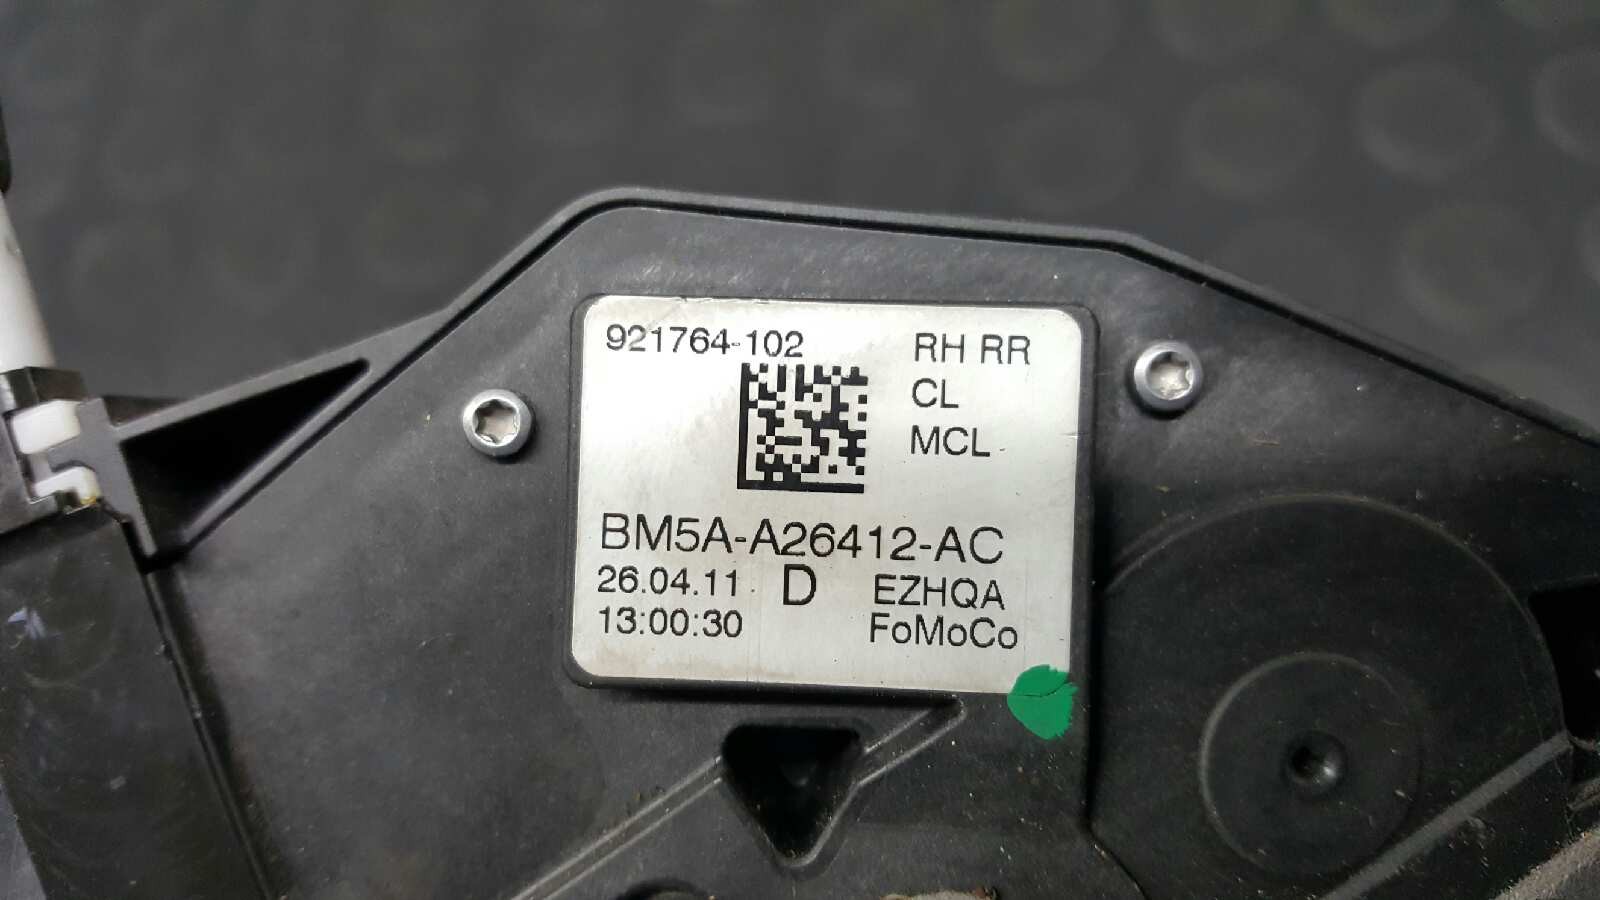 921764-102 RH RR
CL
MCL
BM5A-A26412-AC
26.04.11 D EZHQA
13:00:30 FoMoCo